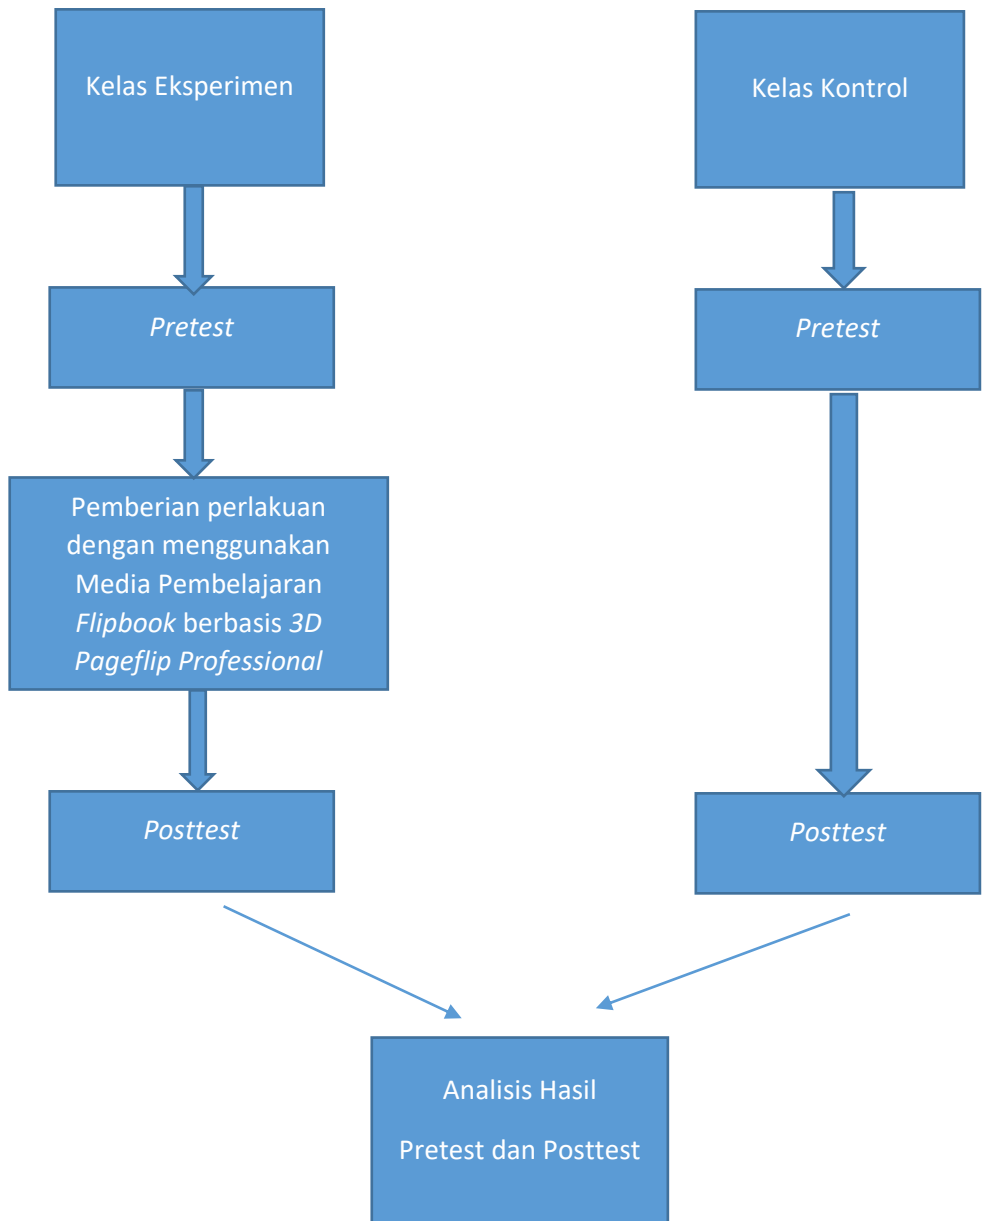 Kelas Eksperimen
Kelas Kontrol
Pretest
Pretest
Pemberian perlakuan
dengan menggunakan
Media Pembelajaran
Flipbook berbasis 3D
Pageflip Professional
Posttest
Posttest
Analisis Hasil
Pretest dan Posttest